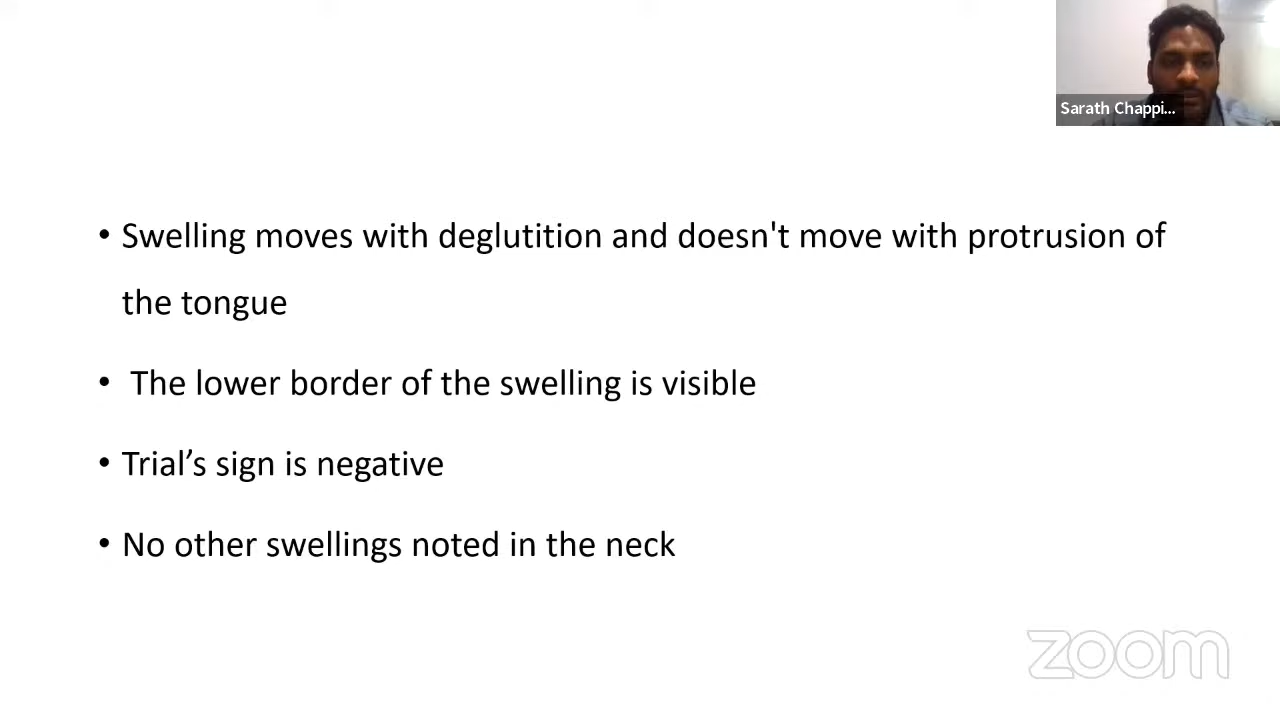 Sarath Chappi...
• Swelling moves with deglutition and doesn't move with protrusion of
the tongue
• The lower border of the swelling is visible
• Trial’s sign is negative
• No other swellings noted in the neck
zoom